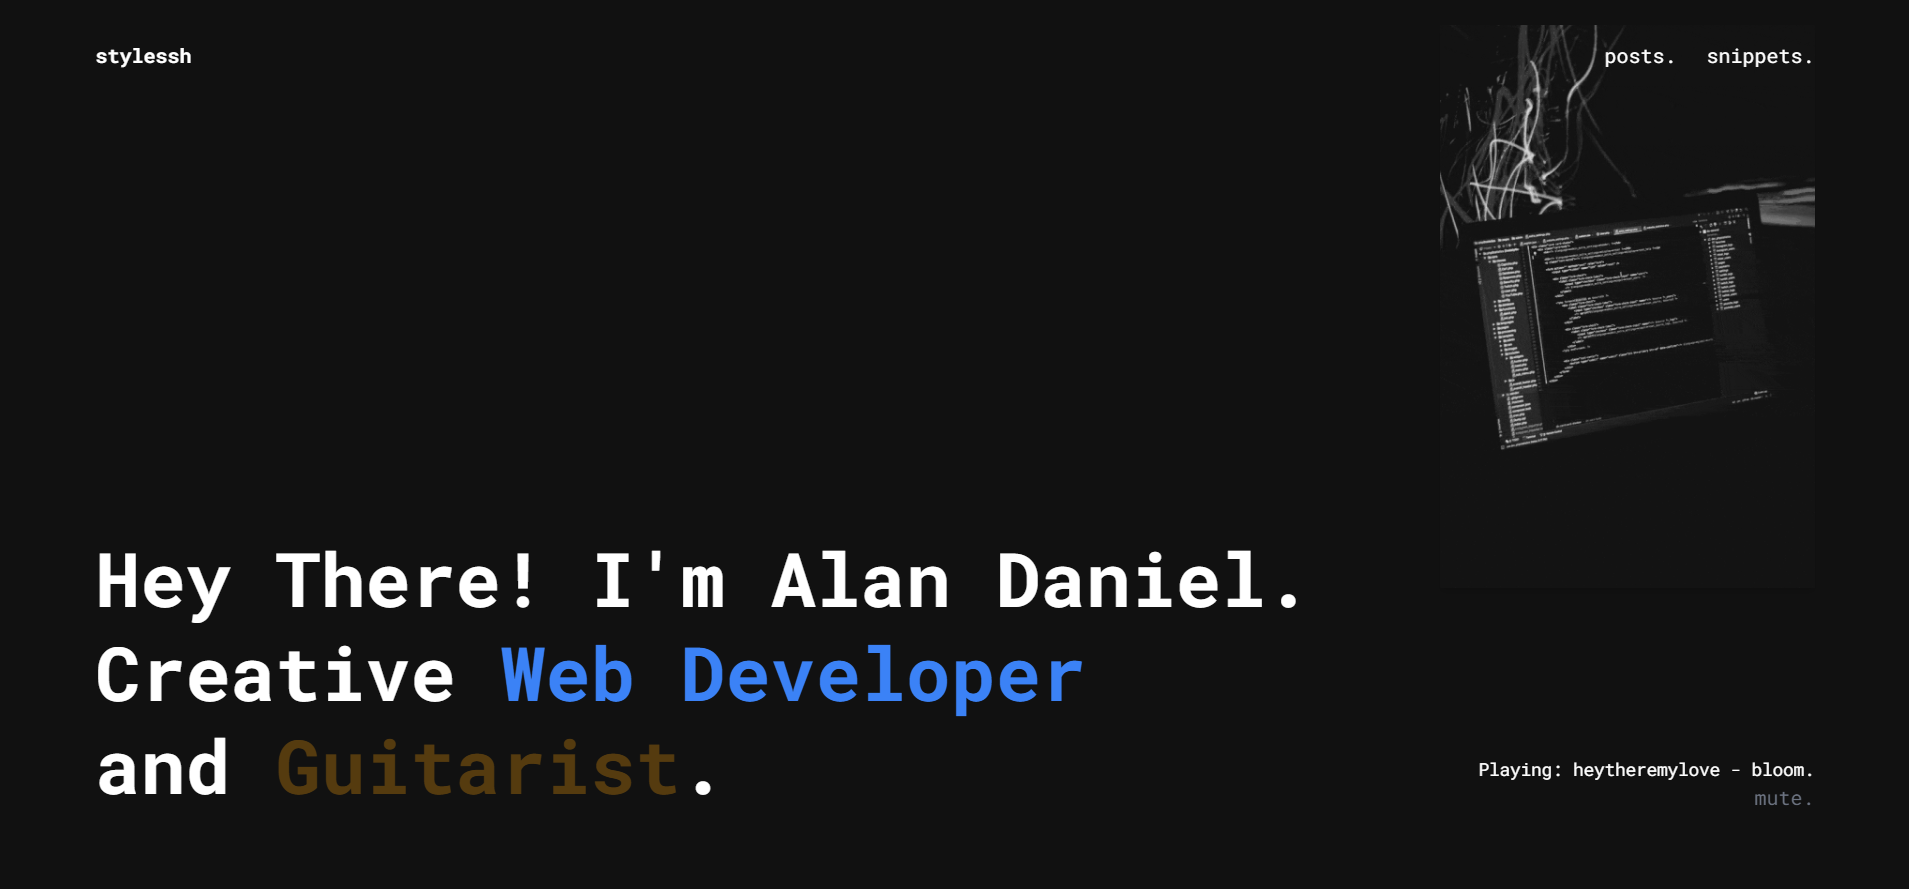 stylessh
posts. snippets.
Hey There! I'm Alan Daniel.
Creative Web Developer
and Guitarist.
Playing: heytheremylove - bloom.
mute.